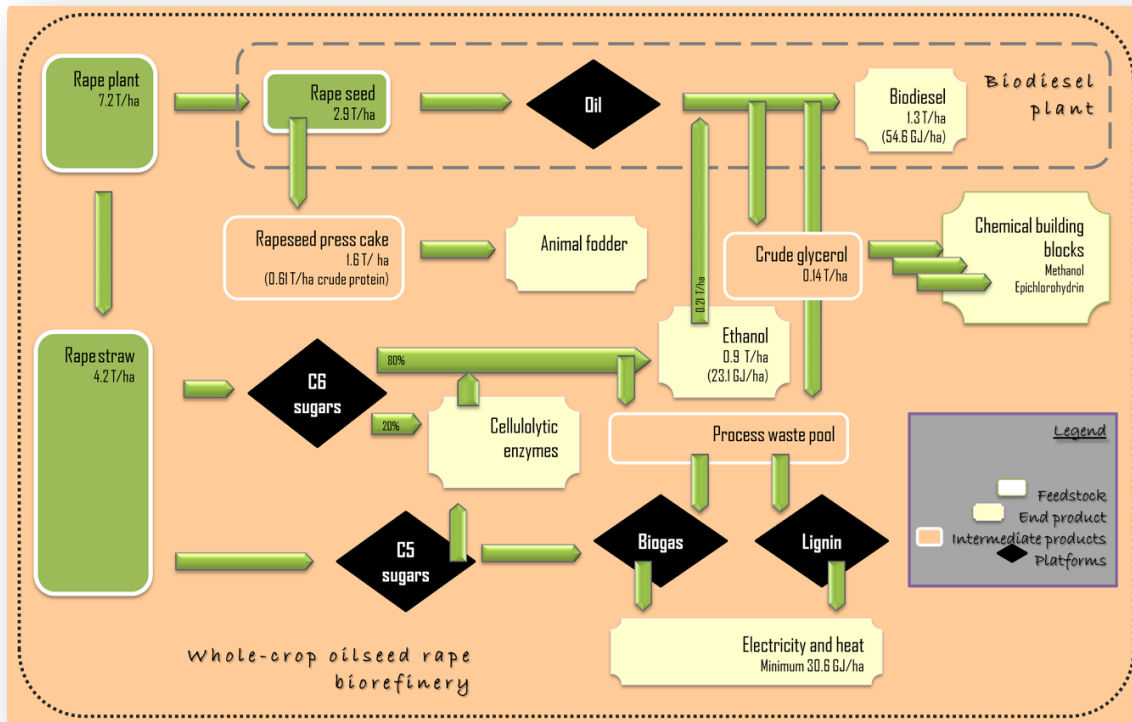 Rape plant
7.2 T/ha
Rape seed
2.9 T/ha
Oil
Biodiesel
1.3 T/ha
(54.6 GJ/ha)
Biodiesel
plant
Rapeseed press cake
1.6 T/ ha
(0.61 T/ha crude protein)
Animal fodder
0.21 T/ha
Crude glycerol
0.14 T/ha
Chemical building
blocks
Methanol
Epichlorohydrin
Rape straw
4.2 T/ha
C6
sugars
80%
20%
Ethanol
0.9 T/ha
(23.1 GJ/ha)
Cellulolytic
enzymes
Process waste pool
C5
sugars
Biogas
Lignin
Electricity and heat
Minimum 30.6 GJ/ha
Whole-crop oilseed rape
biorefinery
Legend
Feedstock
End product
Intermediate products
Platforms